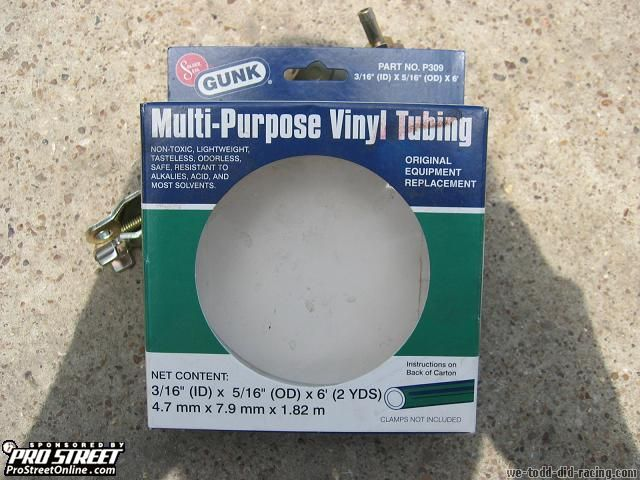 SOLDER SEAL
GUNK
PART NO. P309
3/16" (ID) X 5/16" (OD) X 6'
Multi-Purpose Vinyl Tubing
NON-TOXIC, LIGHTWEIGHT,
TASTELESS, ODORLESS,
SAFE, RESISTANT TO
ALKALIES, ACID, AND
MOST SOLVENTS.
ORIGINAL
EQUIPMENT
REPLACEMENT
Instructions on
Back of Carton
NET CONTENT:
3/16" (ID) x 5/16" (OD) x 6' (2 YDS)
4.7 mm x 7.9 mm x 1.82 m
CLAMPS NOT INCLUDED
SPONSORED BY
PRO STREET
ProStreetOnline.com
we-todd-did-racing.com